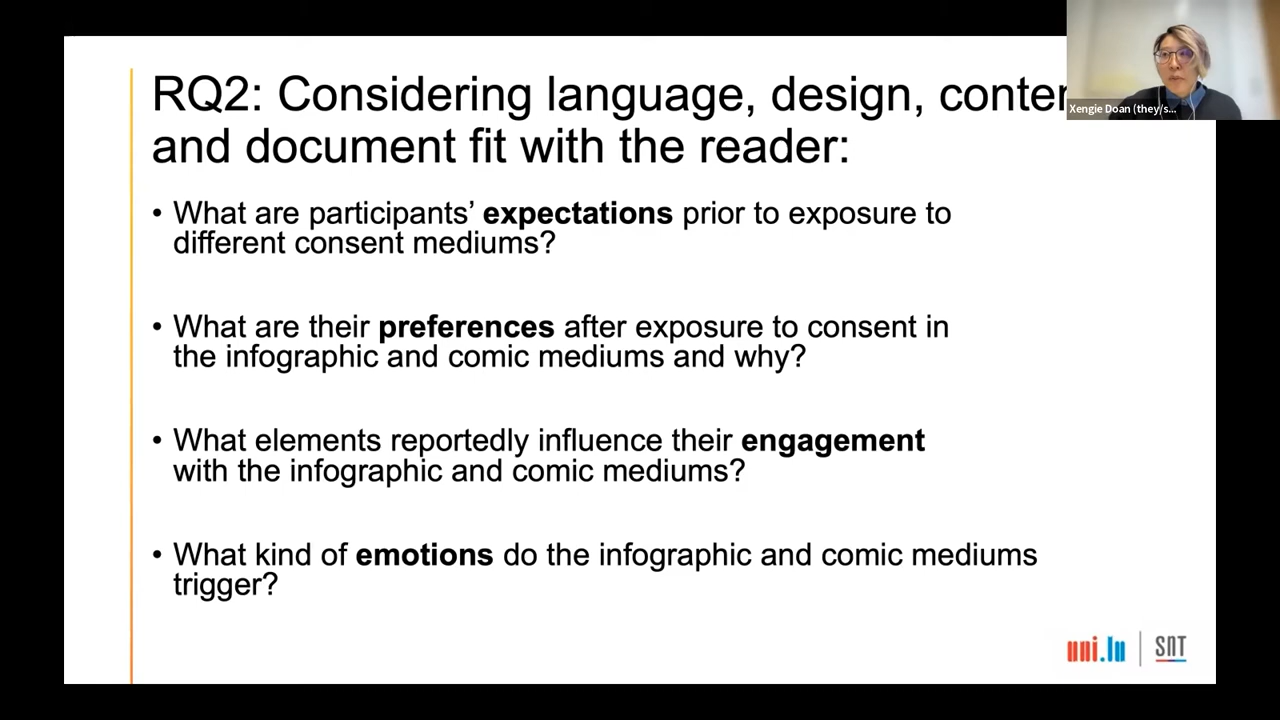 RQ2: Considering language, design, conten
and document fit with the reader:
• What are participants’ expectations prior to exposure to
different consent mediums?
• What are their preferences after exposure to consent in
the infographic and comic mediums and why?
• What elements reportedly influence their engagement
with the infographic and comic mediums?
• What kind of emotions do the infographic and comic mediums
trigger?
Xengie Doan (they/s...
uni.lu | SNT